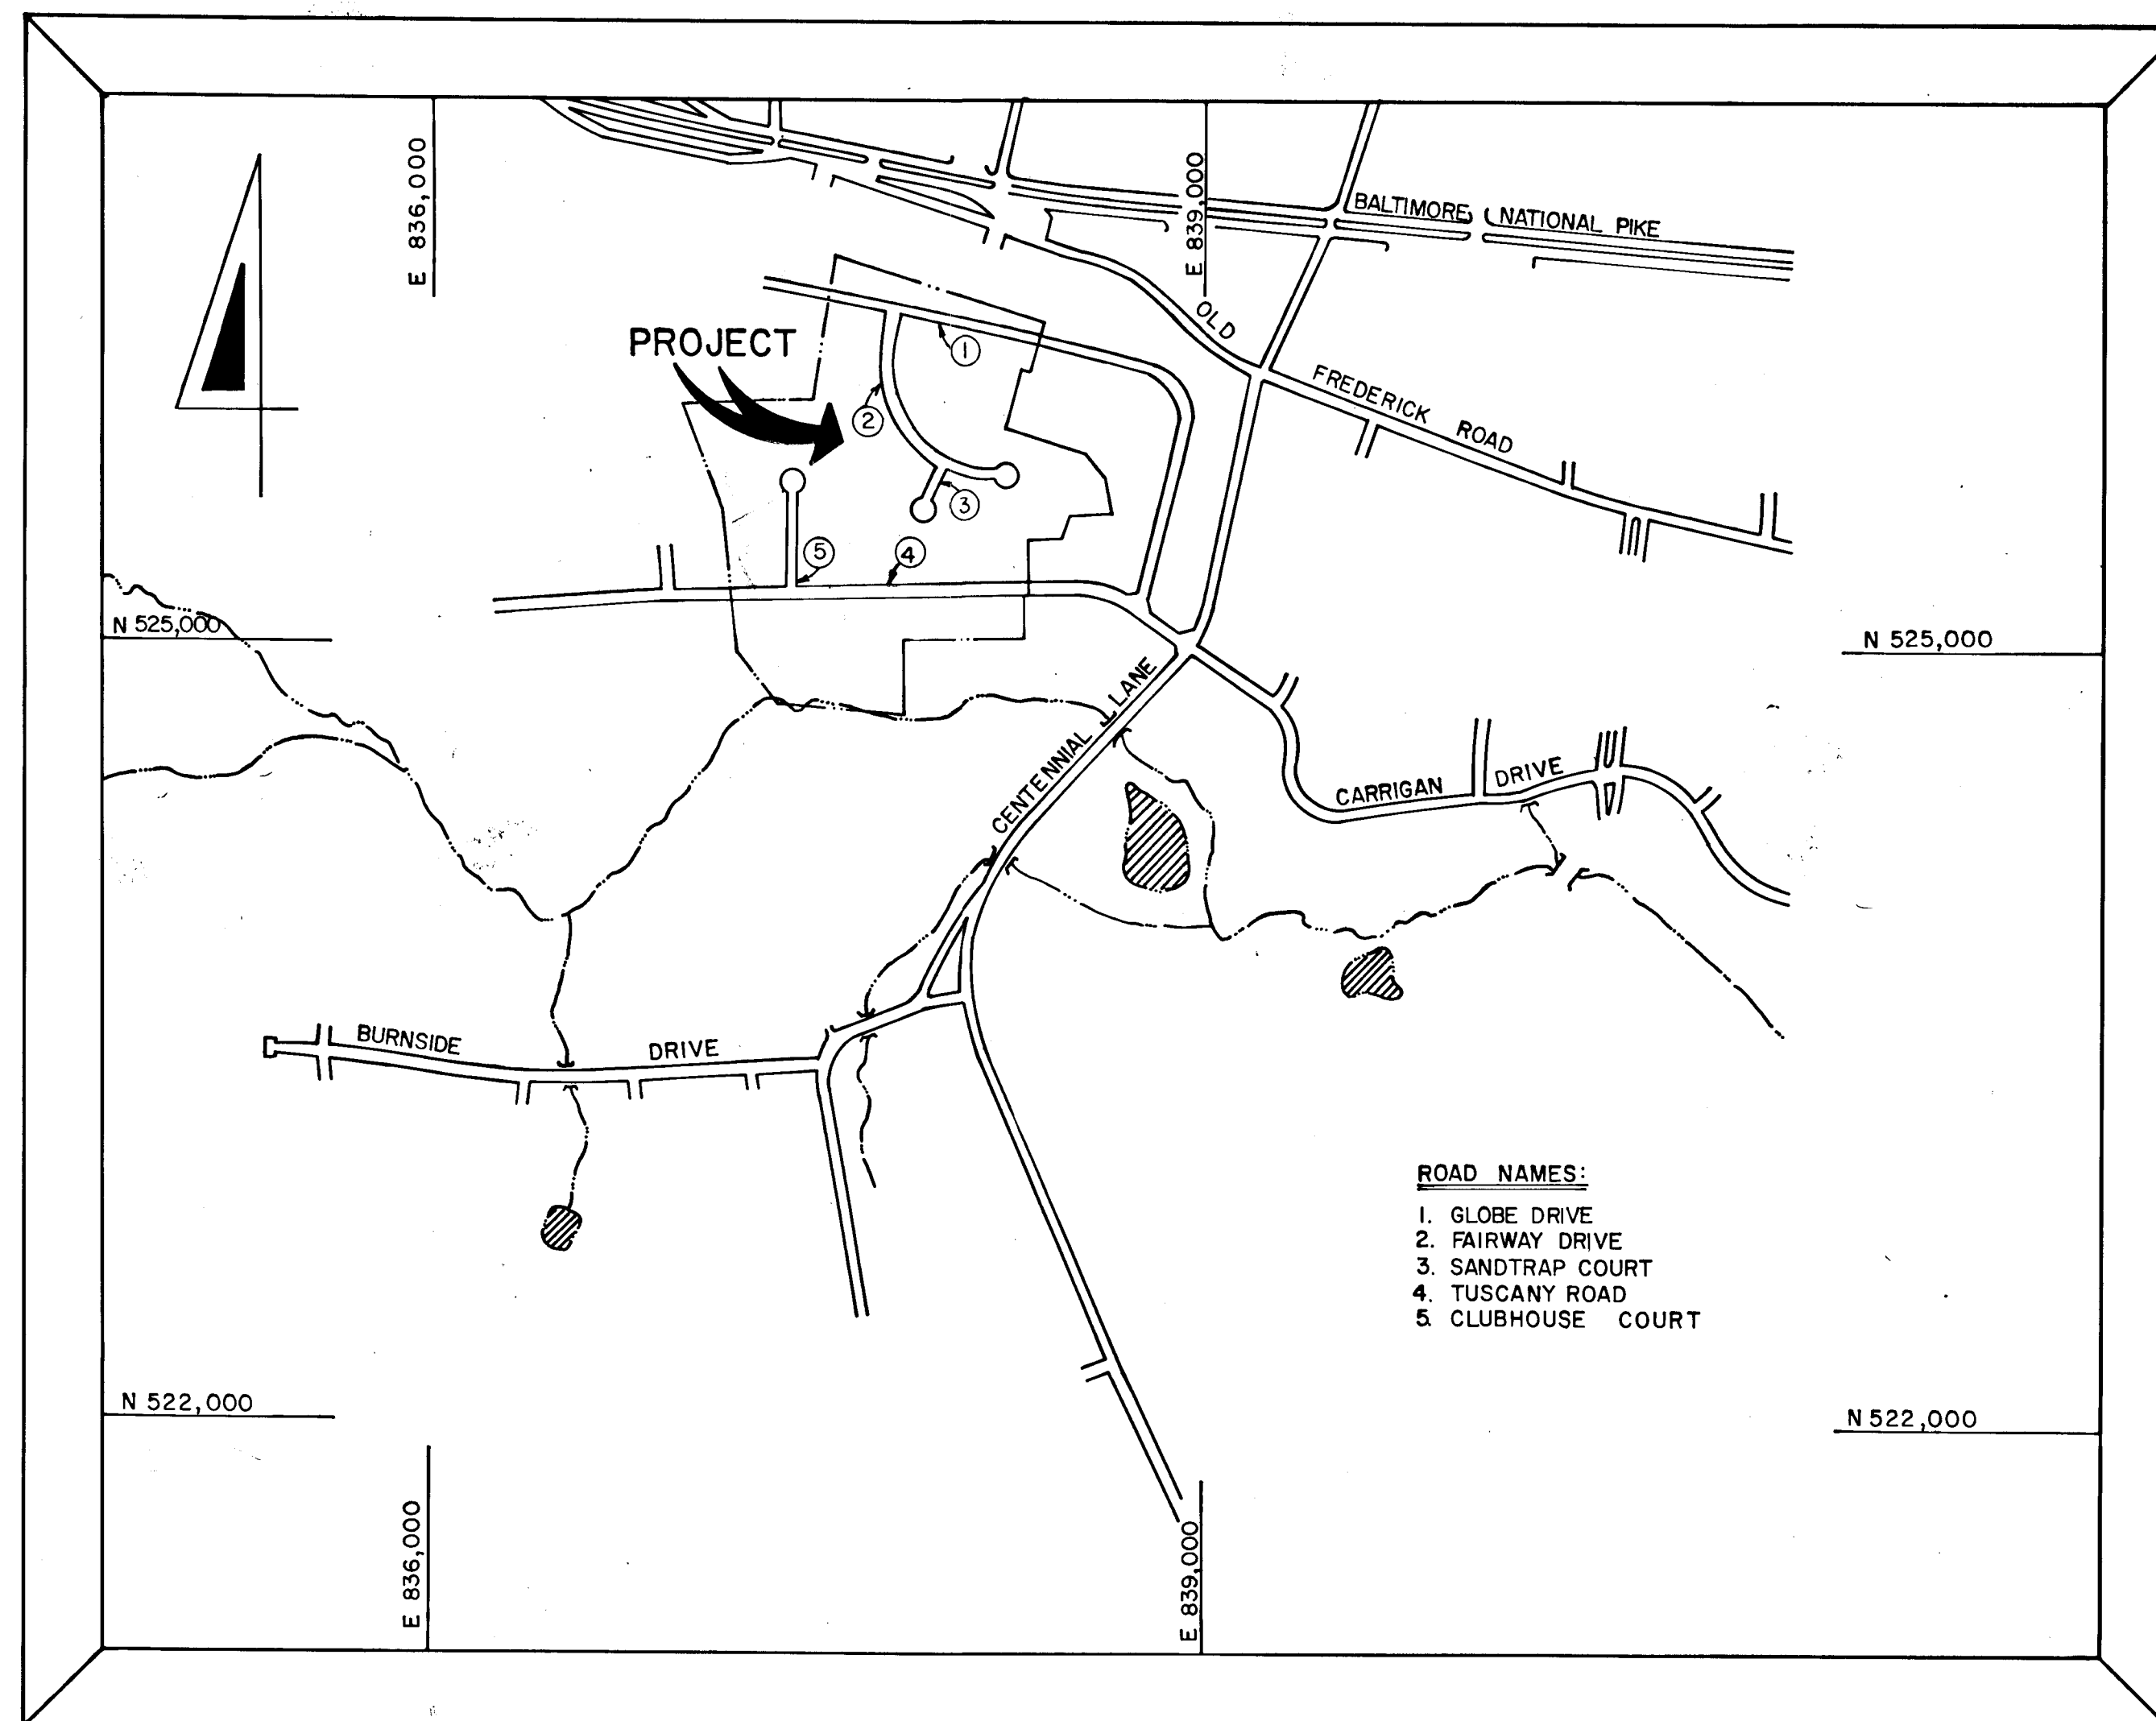 E 836,000
E 839,000
BALTIMORE NATIONAL PIKE
PROJECT
OLD FREDERICK ROAD
1
2
3
5
4
N 525,000
N 525,000
CENTENNIAL LANE
CARRIGAN DRIVE
BURNSIDE DRIVE
ROAD NAMES:
1. GLOBE DRIVE
2. FAIRWAY DRIVE
3. SANDTRAP COURT
4. TUSCANY ROAD
5. CLUBHOUSE COURT
N 522,000
N 522,000
E 836,000
E 839,000